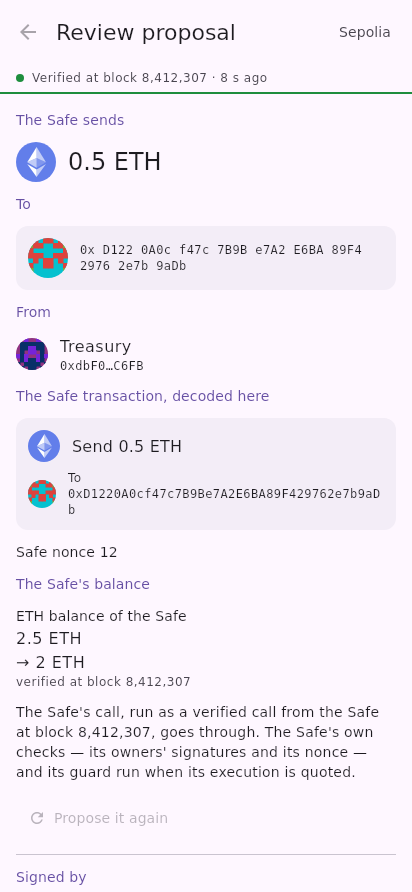 Review proposal
Sepolia
Verified at block 8,412,307 · 8 s ago
The Safe sends
0.5 ETH
To
0x D122 0A0c f47c 7B9B e7A2 E6BA 89F4
2976 2e7b 9aDb
From
Treasury
0xdbF0…C6FB
The Safe transaction, decoded here
Send 0.5 ETH
To
0xD1220A0cf47c7B9Be7A2E6BA89F429762e7b9aD
b
Safe nonce 12
The Safe's balance
ETH balance of the Safe
2.5 ETH
→ 2 ETH
verified at block 8,412,307
The Safe's call, run as a verified call from the Safe
at block 8,412,307, goes through. The Safe's own
checks — its owners' signatures and its nonce —
and its guard run when its execution is quoted.
Propose it again
Signed by